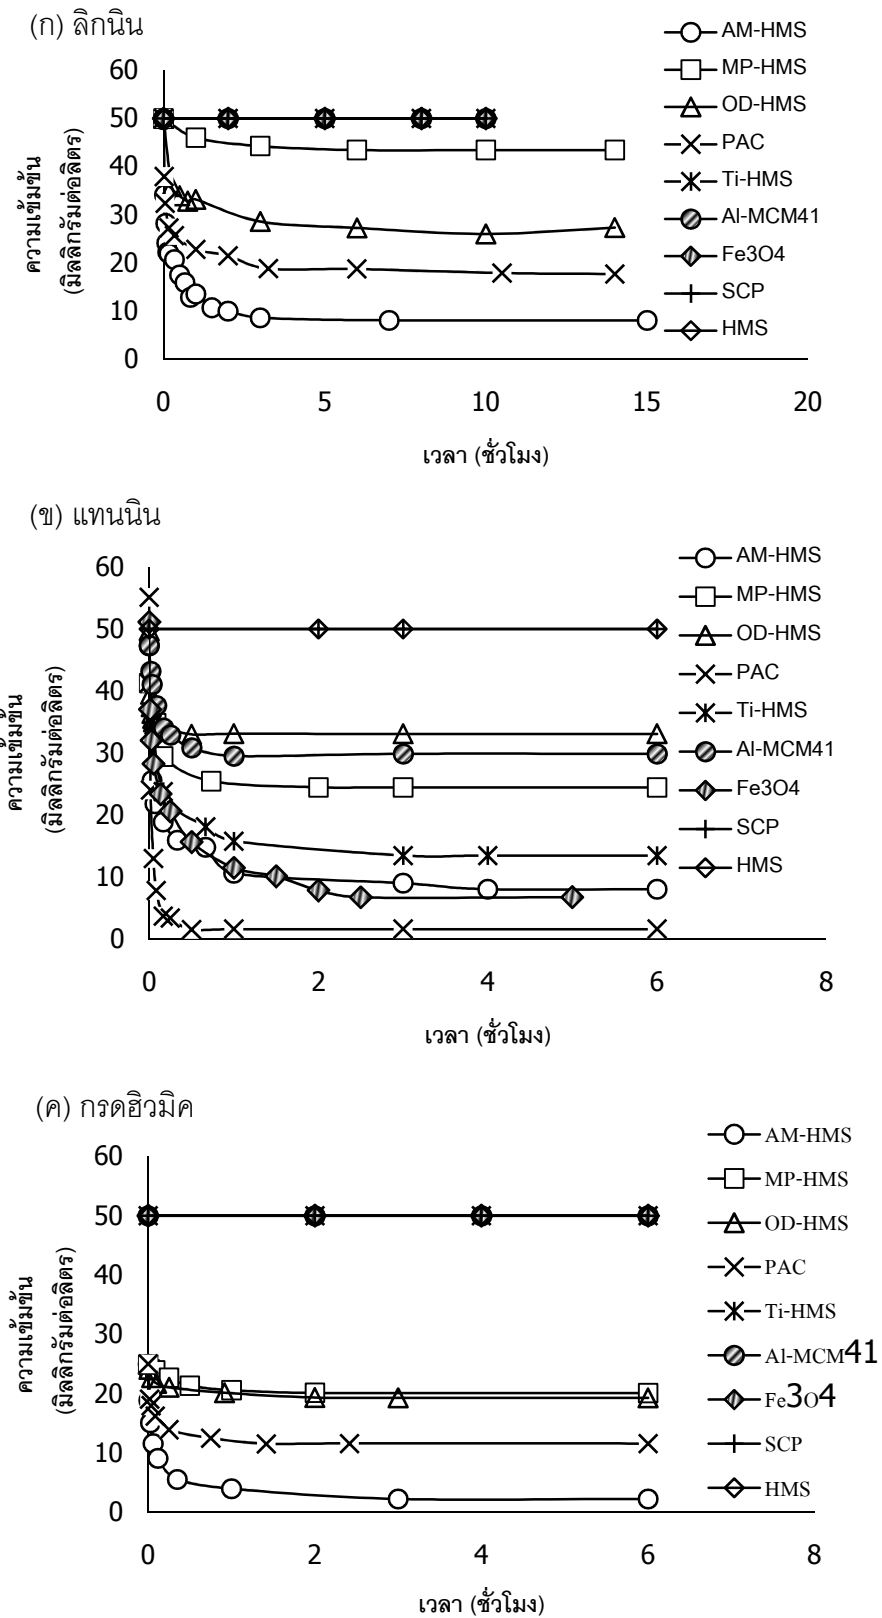 (ก) ลิกนิน
AM-HMS
MP-HMS
OD-HMS
PAC
Ti-HMS
Al-MCM41
Fe3O4
SCP
HMS
60
50
40
30
20
10
0
ความเข้มข้น
(มิลลิกรัมต่อลิตร)
0 5 10 15 20
เวลา (ชั่วโมง)
(ข) แทนนิน
AM-HMS
MP-HMS
OD-HMS
PAC
Ti-HMS
Al-MCM41
Fe3O4
SCP
HMS
60
50
40
30
20
10
0
ความเข้มข้น
(มิลลิกรัมต่อลิตร)
0 2 4 6 8
เวลา (ชั่วโมง)
(ค) กรดฮิวมิค
AM-HMS
MP-HMS
OD-HMS
PAC
Ti-HMS
Al-MCM41
Fe3O4
SCP
HMS
60
50
40
30
20
10
0
ความเข้มข้น
(มิลลิกรัมต่อลิตร)
0 2 4 6 8
เวลา (ชั่วโมง)